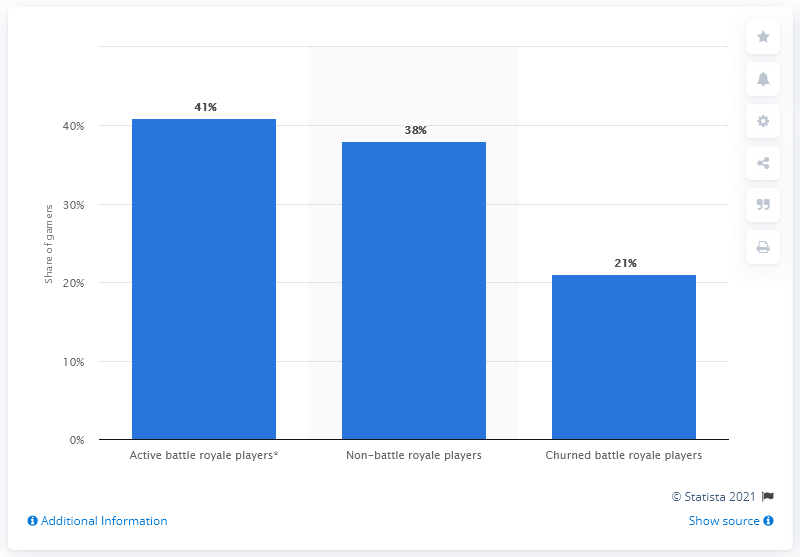 41%
38%
21%
40%
30%
20%
10%
0%
Share of gamers
Active battle royale players*
Non-battle royale players
Churned battle royale players
© Statista 2021
Additional Information
Show source